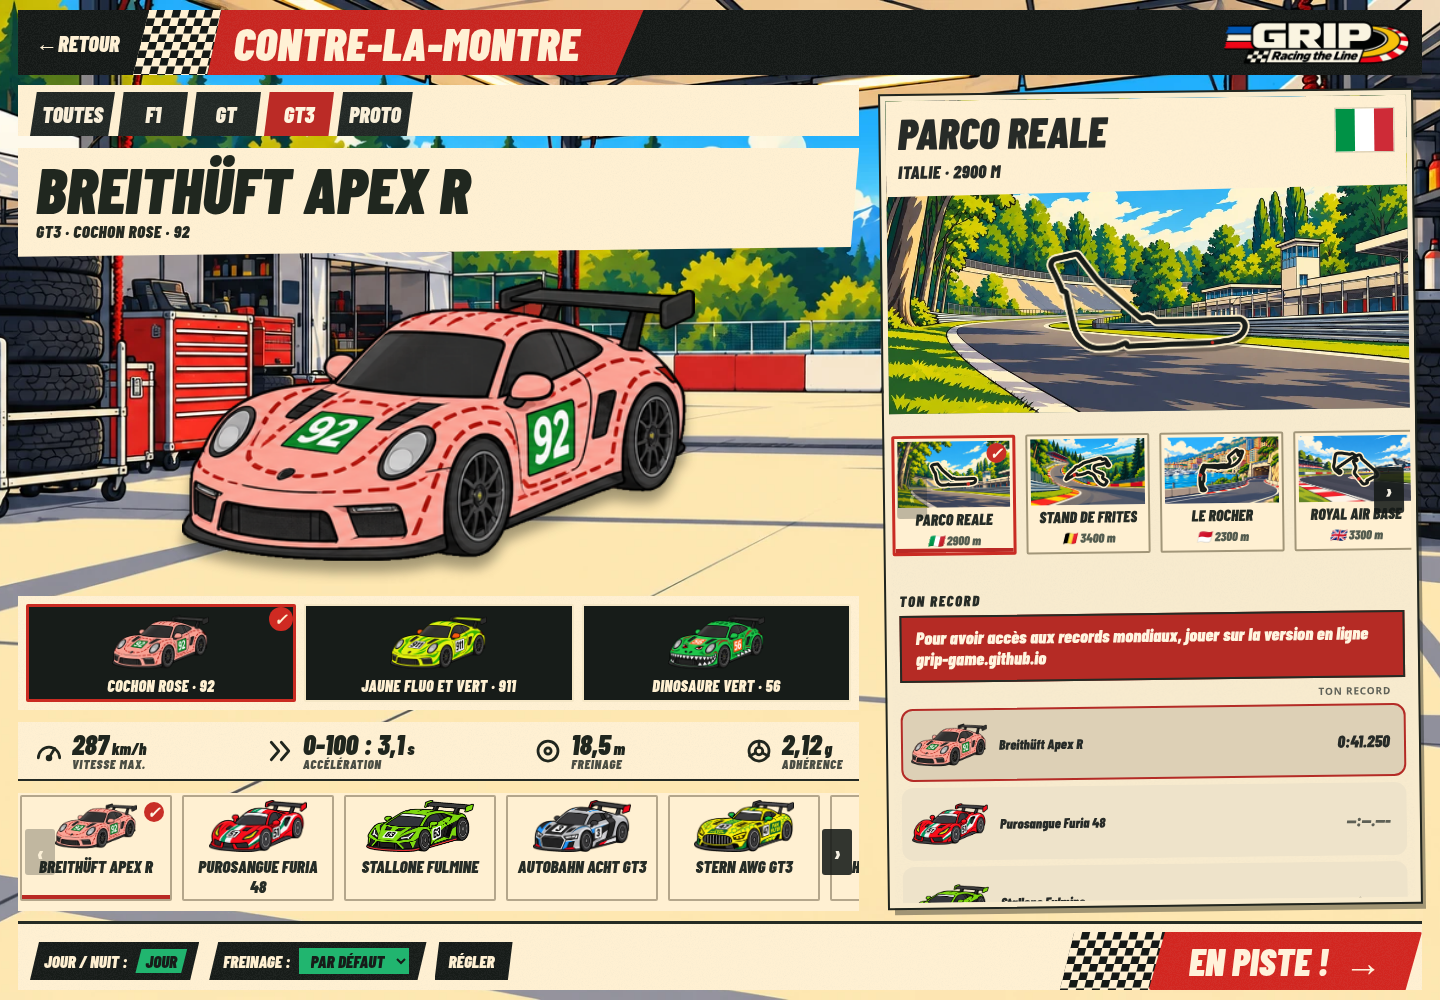 ←RETOUR
CONTRE-LA-MONTRE
GRIP
Racing the Line
TOUTES
F1
GT
GT3
PROTO
BREITHÜFT APEX R
GT3 · COCHON ROSE · 92
92
92
COCHON ROSE · 92
JAUNE FLUO ET VERT · 911
DINOSAURE VERT · 56
287 km/h
VITESSE MAX.
0-100 : 3,1 s
ACCÉLÉRATION
18,5 m
FREINAGE
2,12 g
ADHÉRENCE
BREITHÜFT APEX R
PUROSANGUE FURIA
48
STALLONE FULMINE
AUTOBAHN ACHT GT3
STERN AWG GT3
PARCO REALE
ITALIE · 2900 M
PARCO REALE
2900 m
STAND DE FRITES
3400 m
LE ROCHER
2300 m
ROYAL AIR BASE
3300 m
TON RECORD
Pour avoir accès aux records mondiaux, jouer sur la version en ligne
grip-game.github.io
TON RECORD
Breithüft Apex R
0:41.250
Purosangue Furia 48
—:—.——
Stallone Fulmine
JOUR / NUIT :
JOUR
FREINAGE :
PAR DÉFAUT
RÉGLER
EN PISTE ! →